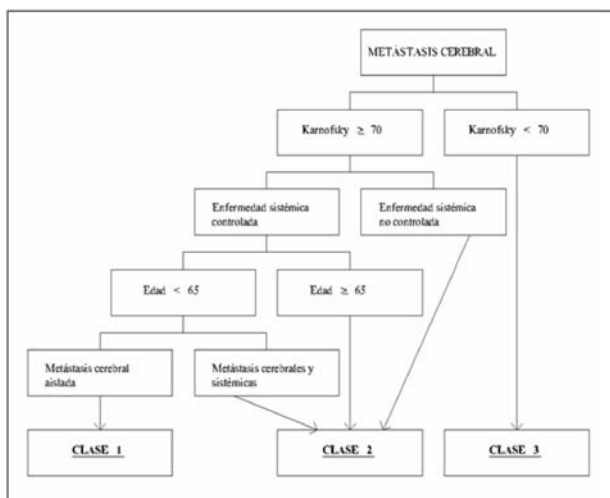 METÁSTASIS CEREBRAL
Karnofsky ≥ 70
Karnofsky < 70
Enfermedad sistémica
controlada
Enfermedad sistémica
no controlada
Edad < 65
Edad ≥ 65
Metástasis cerebral
aislada
Metástasis cerebrales y
sistémicas
CLASE 1
CLASE 2
CLASE 3